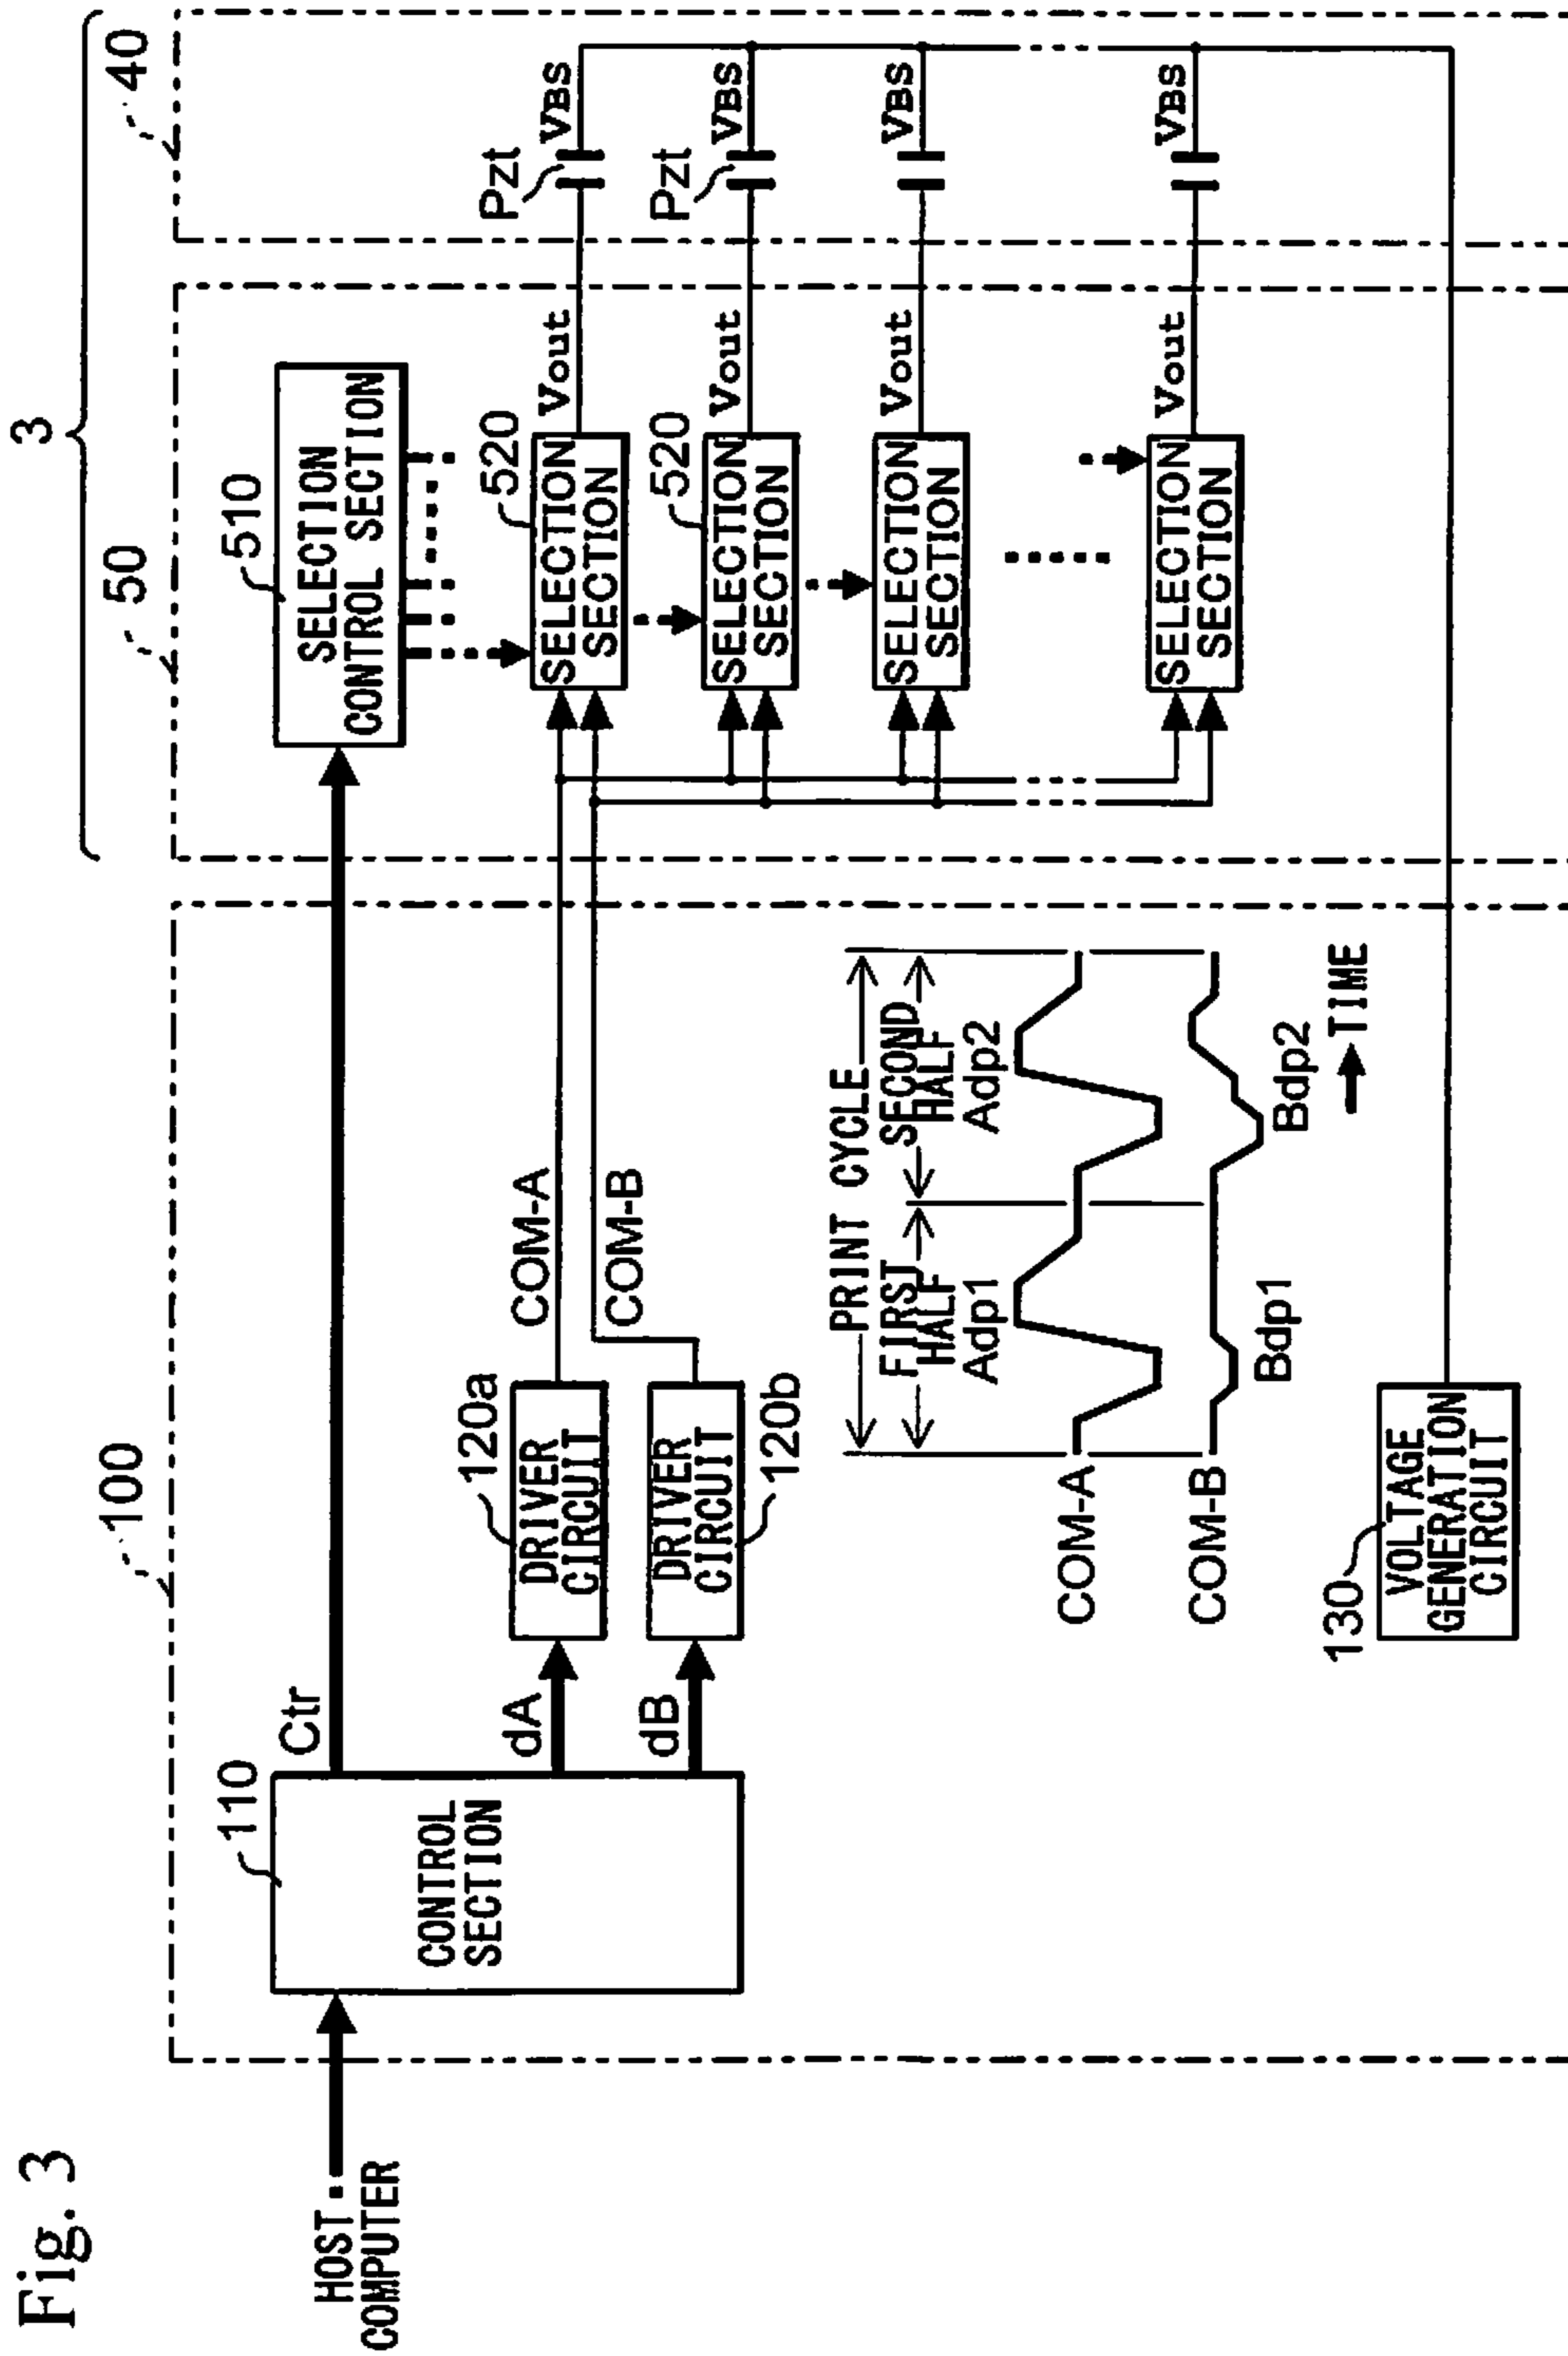 Fig. 3
3
100
50
40
HOST
COMPUTER
110
CONTROL
SECTION
Ctr
510
SELECTION
CONTROL SECTION
dA
120a
DRIVER
CIRCUIT
COM-A
dB
DRIVER
CIRCUIT
120b
COM-B
520
SELECTION
SECTION
Vout
Pzt
VBS
520
SELECTION
SECTION
Vout
Pzt
VBS
SELECTION
SECTION
Vout
VBS
SELECTION
SECTION
Vout
VBS
PRINT CYCLE
FIRST
HALF
SECOND
HALF
Adp1
Adp2
COM-A
COM-B
Bdp1
Bdp2
TIME
130
VOLTAGE
GENERATION
CIRCUIT